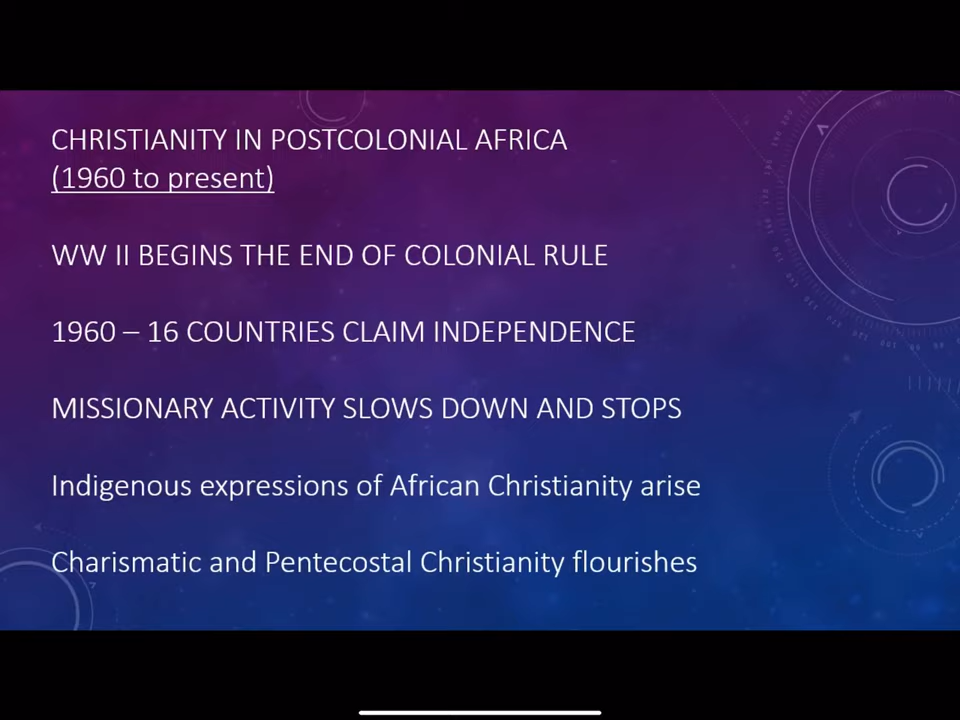 CHRISTIANITY IN POSTCOLONIAL AFRICA
(1960 to present)
WW II BEGINS THE END OF COLONIAL RULE
1960 – 16 COUNTRIES CLAIM INDEPENDENCE
MISSIONARY ACTIVITY SLOWS DOWN AND STOPS
Indigenous expressions of African Christianity arise
Charismatic and Pentecostal Christianity flourishes